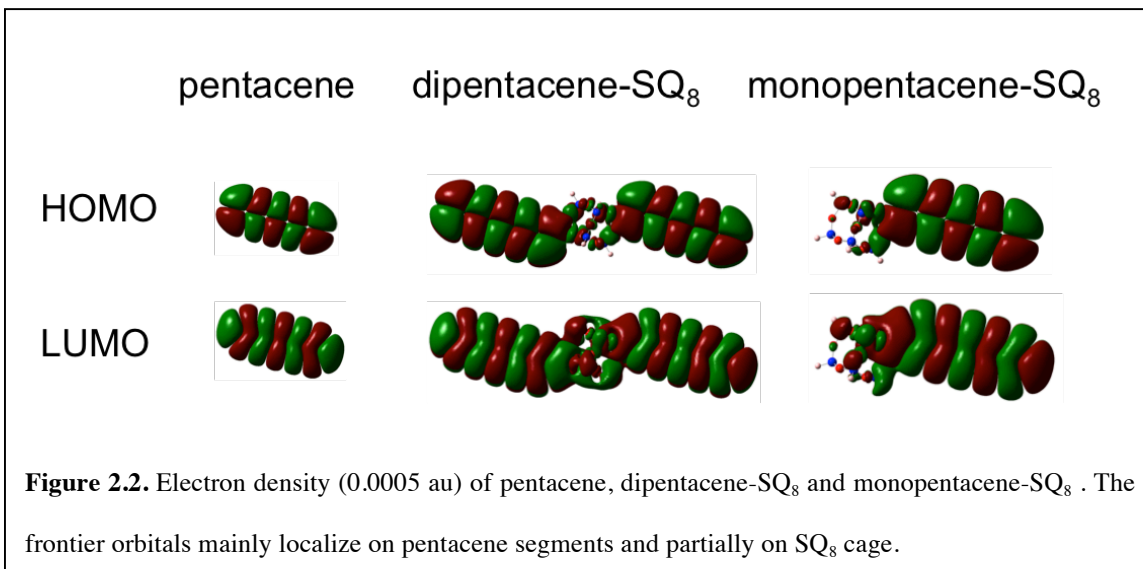 pentacene dipentacene-SQ₈ monopentacene-SQ₈
HOMO
LUMO
Figure 2.2. Electron density (0.0005 au) of pentacene, dipentacene-SQ₈ and monopentacene-SQ₈ . The
frontier orbitals mainly localize on pentacene segments and partially on SQ₈ cage.